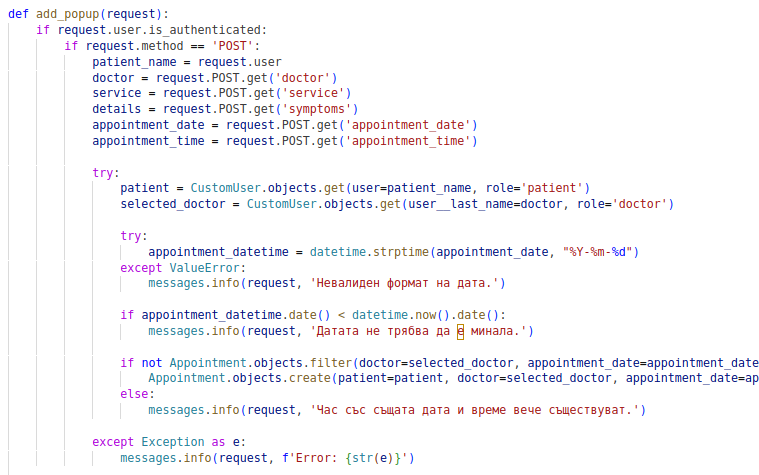 def add_popup(request):
    if request.user.is_authenticated:
        if request.method == 'POST':
            patient_name = request.user
            doctor = request.POST.get('doctor')
            service = request.POST.get('service')
            details = request.POST.get('symptoms')
            appointment_date = request.POST.get('appointment_date')
            appointment_time = request.POST.get('appointment_time')
            try:
                patient = CustomUser.objects.get(user=patient_name, role='patient')
                selected_doctor = CustomUser.objects.get(user__last_name=doctor, role='doctor')
                try:
                    appointment_datetime = datetime.strptime(appointment_date, "%Y-%m-%d")
                except ValueError:
                    messages.info(request, 'Невалиден формат на дата.')
                if appointment_datetime.date() < datetime.now().date():
                    messages.info(request, 'Датата не трябва да е минала.')
                if not Appointment.objects.filter(doctor=selected_doctor, appointment_date=appointment_date
                    Appointment.objects.create(patient=patient, doctor=selected_doctor, appointment_date=ap
                else:
                    messages.info(request, 'Час със същата дата и време вече съществуват.')
            except Exception as e:
                messages.info(request, f'Error: {str(e)}')